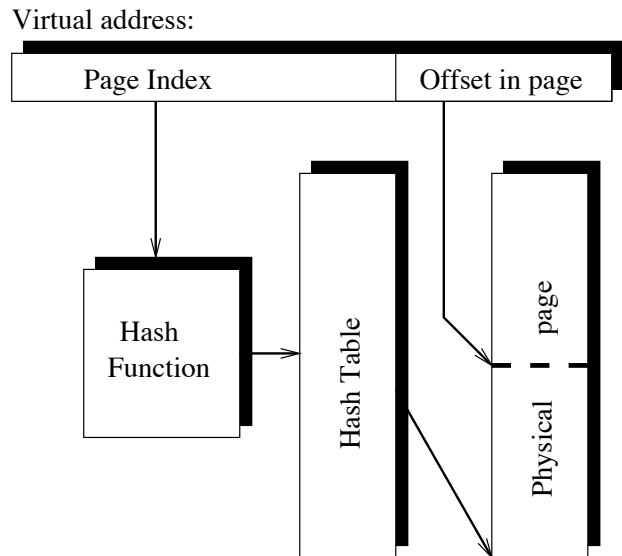 Virtual address:
Page Index
Offset in page
Hash
Function
Hash Table
Physical page